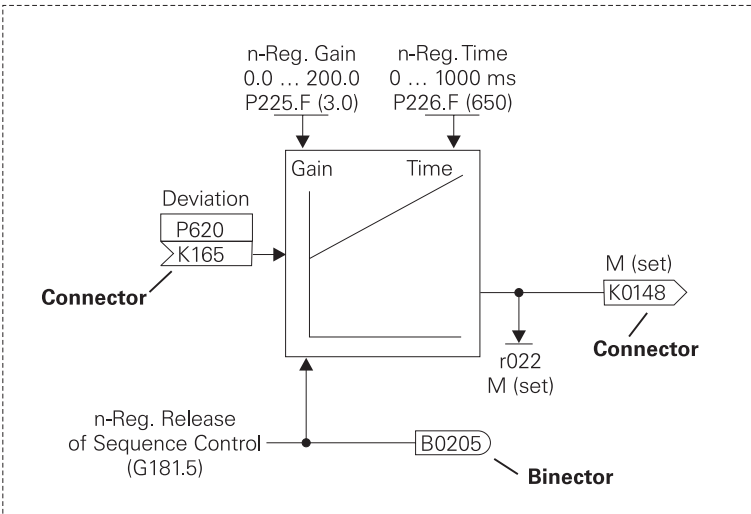 n-Reg. Gain
0.0 ... 200.0
P225.F (3.0)
n-Reg. Time
0 ... 1000 ms
P226.F (650)
Gain
Time
Deviation
P620
K165
Connector
M (set)
K0148
Connector
r022
M (set)
n-Reg. Release
of Sequence Control
(G181.5)
B0205
Binector